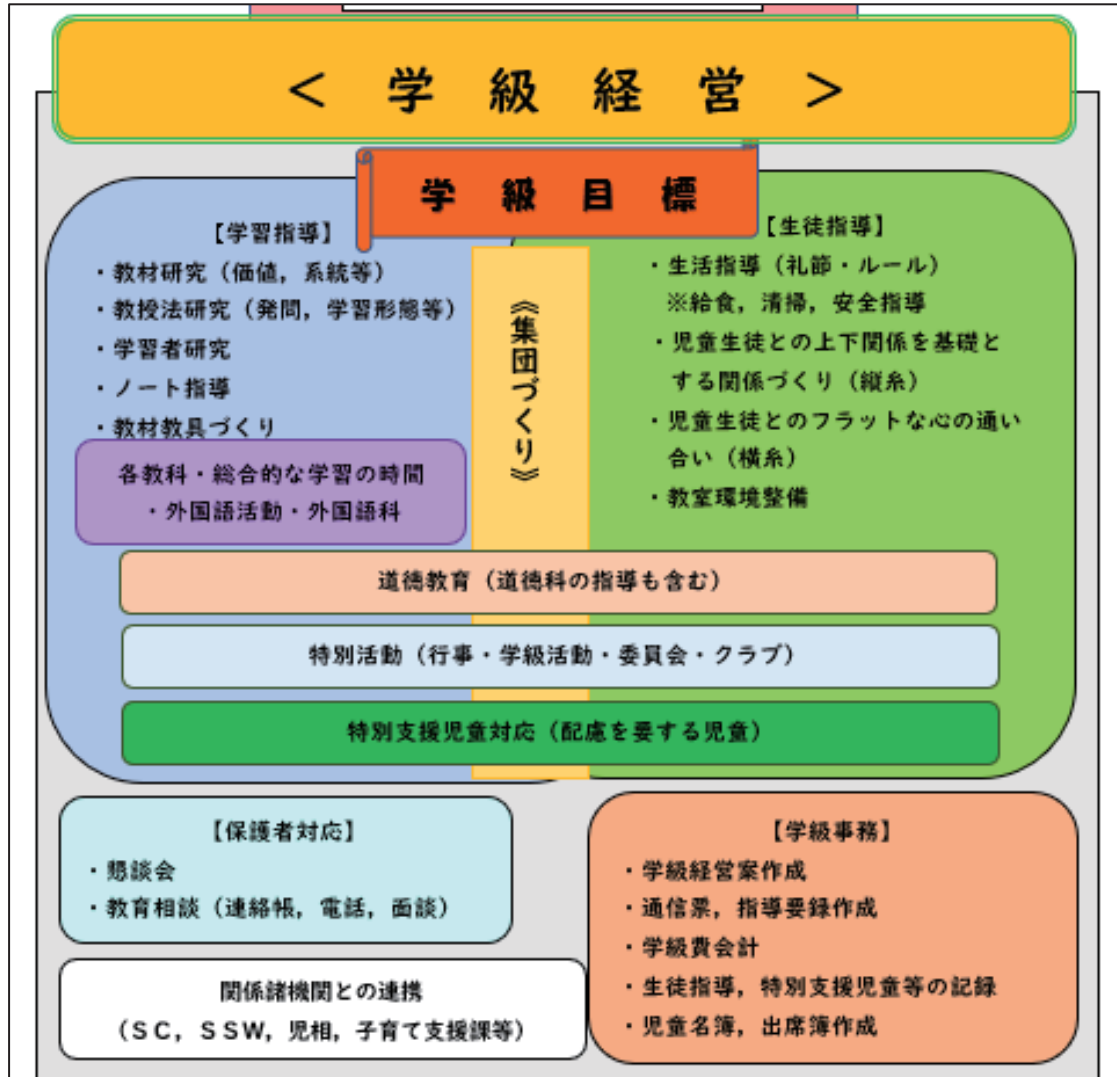 ＜学級経営＞
学級目標
【学習指導】
・教材研究（価値，系統等）
・教授法研究（発問，学習形態等）
・学習者研究
・ノート指導
・教材教具づくり
各教科・総合的な学習の時間
・外国語活動・外国語科
《集団づくり》
【生徒指導】
・生活指導（礼節・ルール）
※給食，清掃，安全指導
・児童生徒との上下関係を基礎と
する関係づくり（縦糸）
・児童生徒とのフラットな心の通い
合い（横糸）
・教室環境整備
道徳教育（道徳科の指導も含む）
特別活動（行事・学級活動・委員会・クラブ）
特別支援児童対応（配慮を要する児童）
【保護者対応】
・懇談会
・教育相談（連絡帳，電話，面談）
関係諸機関との連携
（ＳＣ，ＳＳＷ，児相，子育て支援課等）
【学級事務】
・学級経営案作成
・通信票，指導要録作成
・学級費会計
・生徒指導，特別支援児童等の記録
・児童名簿，出席簿作成